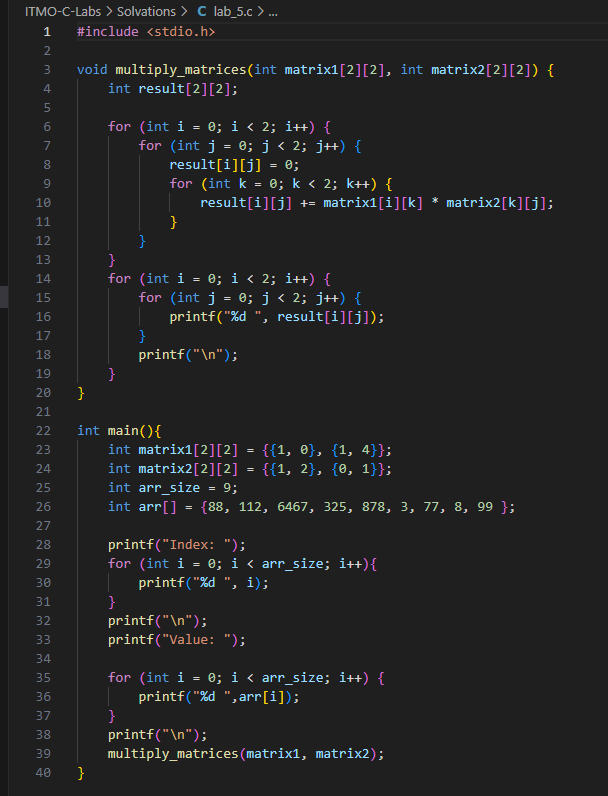 ITMO-C-Labs > Solvations > C lab_5.c > ...
1 #include <stdio.h>
2
3 void multiply_matrices(int matrix1[2][2], int matrix2[2][2]) {
4     int result[2][2];
5
6     for (int i = 0; i < 2; i++) {
7         for (int j = 0; j < 2; j++) {
8             result[i][j] = 0;
9             for (int k = 0; k < 2; k++) {
10                 result[i][j] += matrix1[i][k] * matrix2[k][j];
11             }
12         }
13     }
14     for (int i = 0; i < 2; i++) {
15         for (int j = 0; j < 2; j++) {
16             printf("%d ", result[i][j]);
17         }
18         printf("\n");
19     }
20 }
21
22 int main(){
23     int matrix1[2][2] = {{1, 0}, {1, 4}};
24     int matrix2[2][2] = {{1, 2}, {0, 1}};
25     int arr_size = 9;
26     int arr[] = {88, 112, 6467, 325, 878, 3, 77, 8, 99 };
27
28     printf("Index: ");
29     for (int i = 0; i < arr_size; i++){
30         printf("%d ", i);
31     }
32     printf("\n");
33     printf("Value: ");
34
35     for (int i = 0; i < arr_size; i++) {
36         printf("%d ",arr[i]);
37     }
38     printf("\n");
39     multiply_matrices(matrix1, matrix2);
40 }